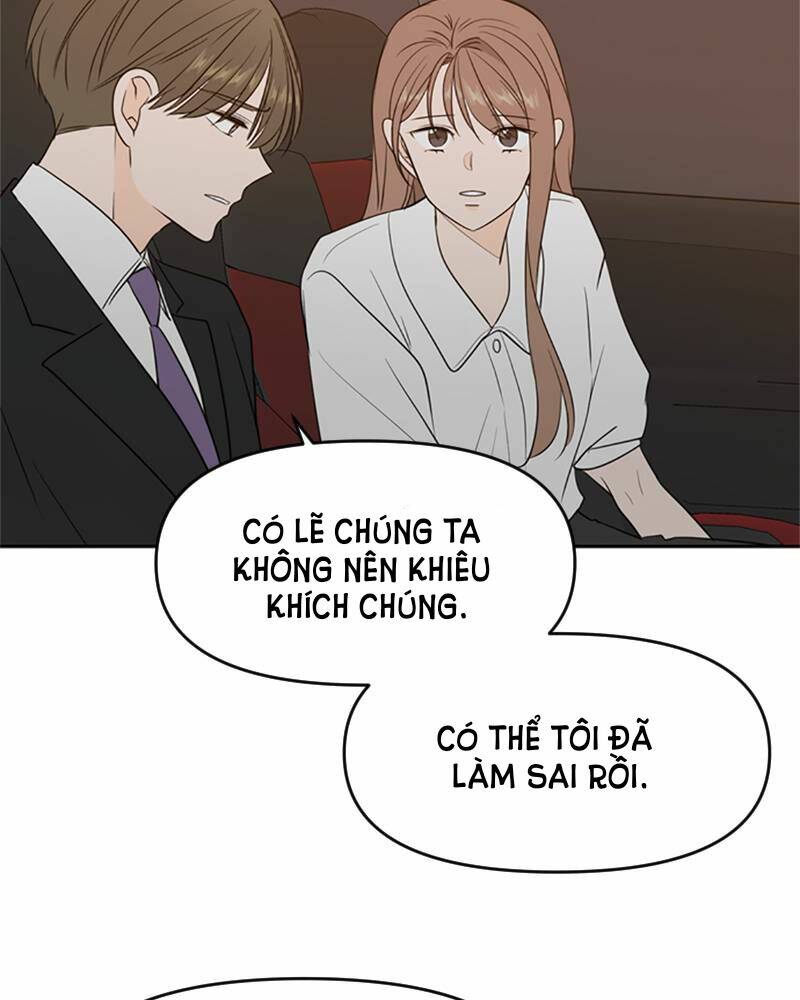 CÓ LẼ CHÚNG TA
KHÔNG NÊN KHIÊU
KHÍCH CHÚNG.
CÓ THỂ TÔI ĐÃ
LÀM SAI RỒI.